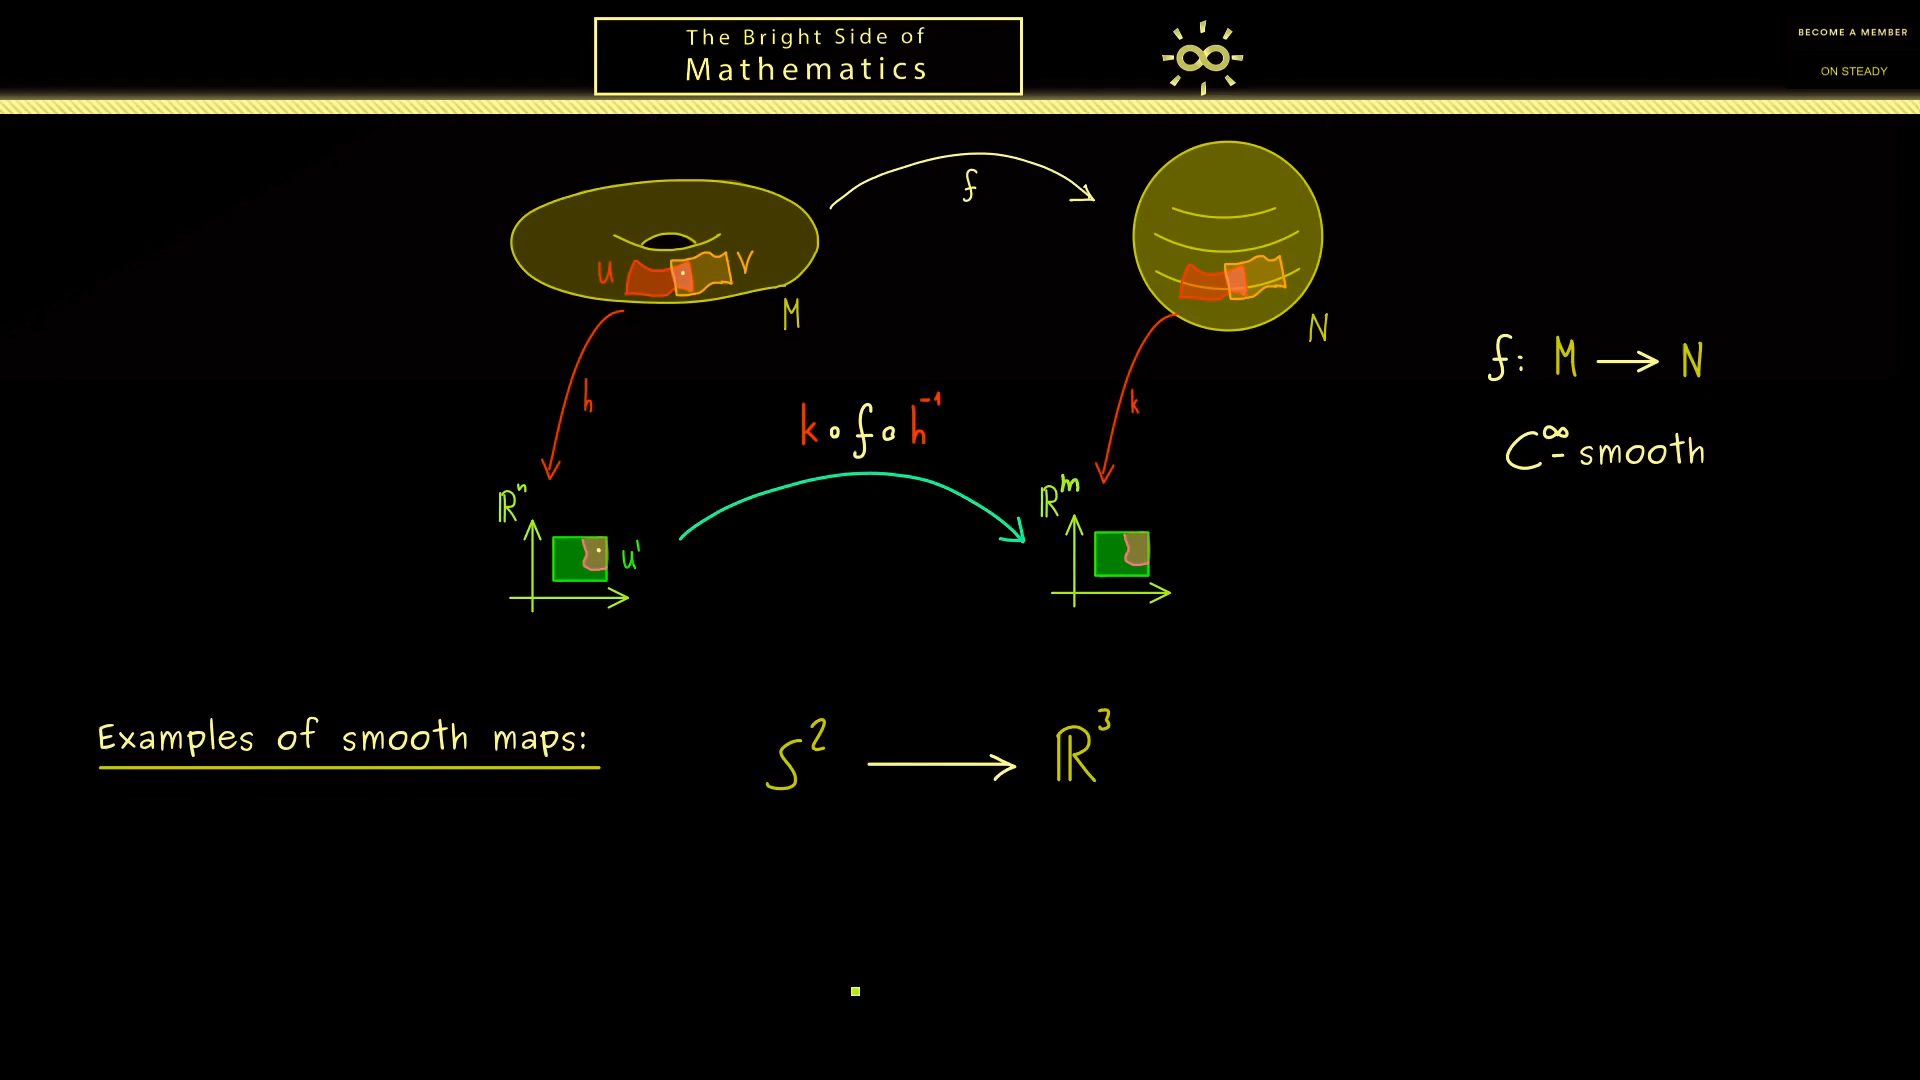 The Bright Side of
Mathematics
BECOME A MEMBER
ON STEADY
f
U V
M
N
f: M → N
h
k
k ∘ f ∘ h⁻¹
C^∞-smooth
ℝⁿ
ℝᵐ
U'
Examples of smooth maps: S² → ℝ³